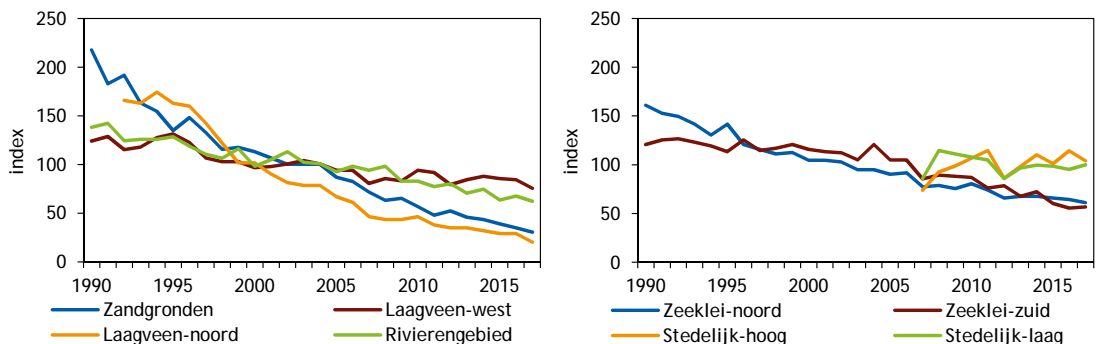 250
200
150
100
50
0
index
1990
1995
2000
2005
2010
2015
Zandgronden
Laagveen-west
Laagveen-noord
Rivierengebied
250
200
150
100
50
0
index
1990
1995
2000
2005
2010
2015
Zeeklei-noord
Zeeklei-zuid
Stedelijk-hoog
Stedelijk-laag